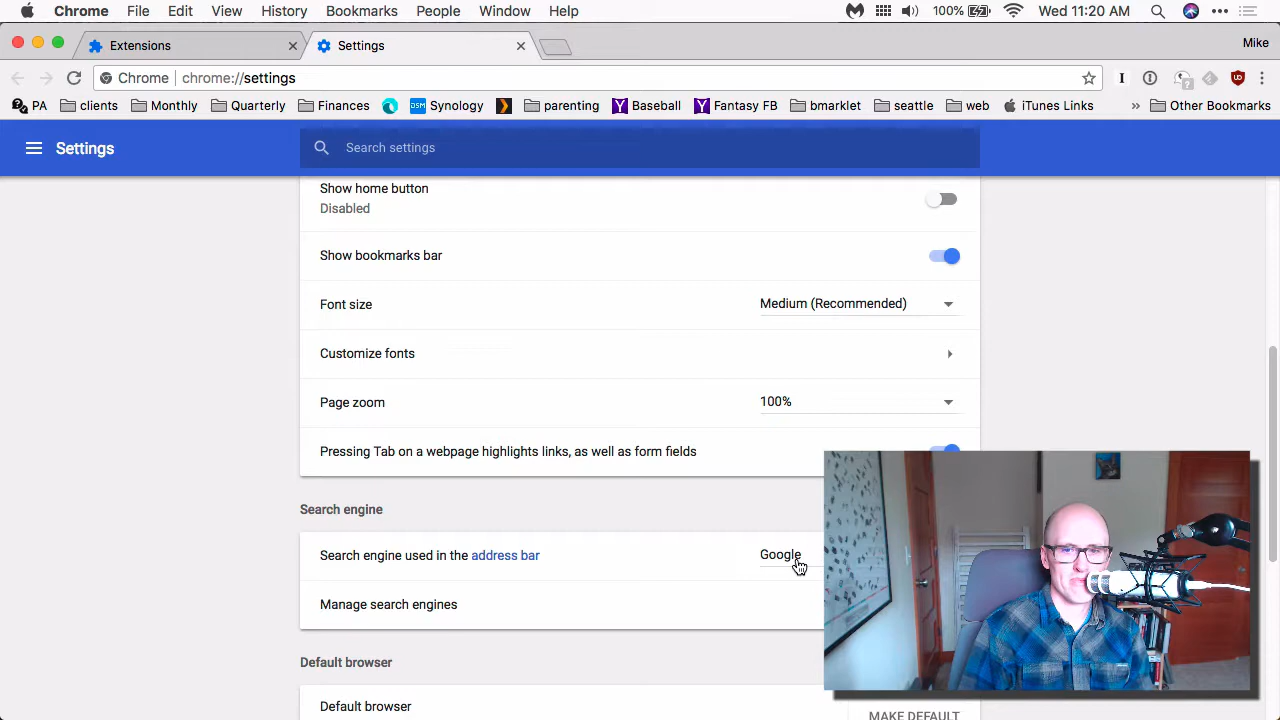 Chrome File Edit View History Bookmarks People Window Help 100% Wed 11:20 AM
Extensions Settings Mike
Chrome chrome://settings
PA clients Monthly Quarterly Finances DSM Synology parenting Baseball Fantasy FB bmarklet seattle web iTunes Links » Other Bookmarks
Settings Search settings
Show home button
Disabled
Show bookmarks bar
Font size Medium (Recommended)
Customize fonts
Page zoom 100%
Pressing Tab on a webpage highlights links, as well as form fields
Search engine
Search engine used in the address bar Google
Manage search engines
Default browser
Default browser
MAKE DEFAULT